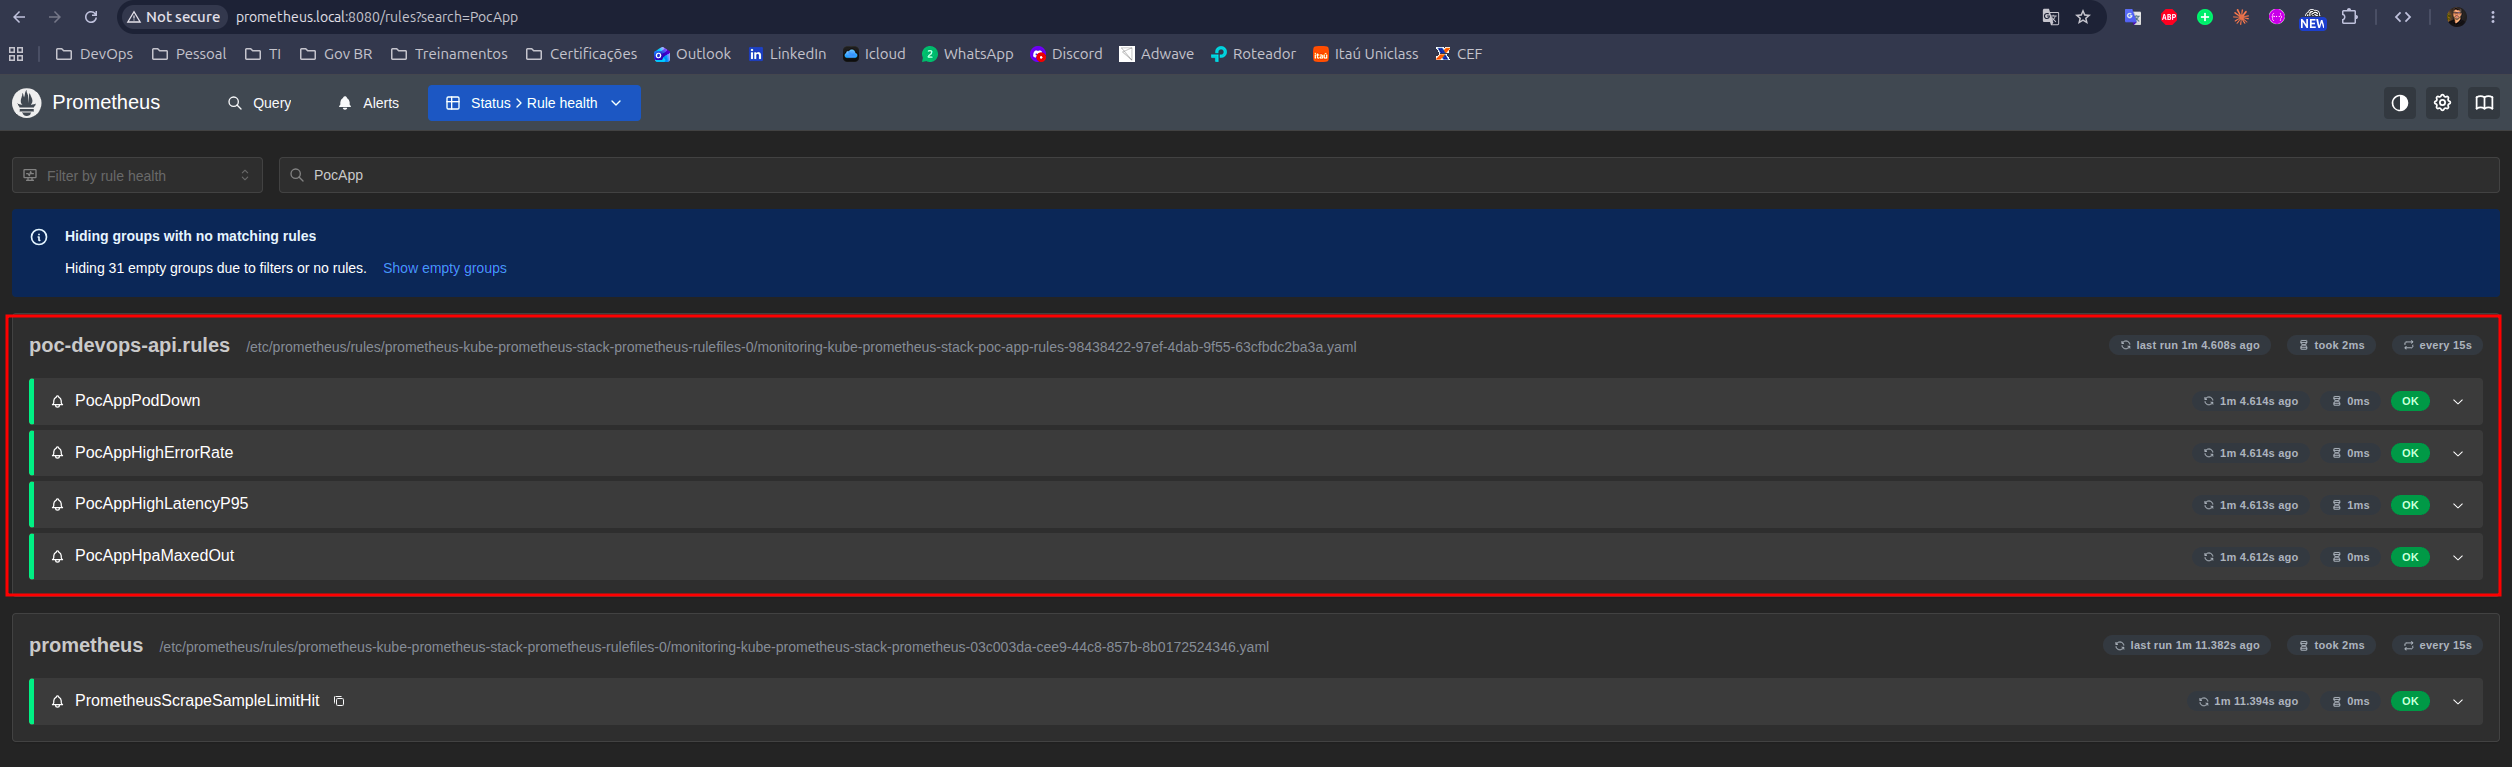 Not secure prometheus.local:8080/rules?search=PocApp ABP NEW
DevOps Pessoal TI Gov BR Treinamentos Certificações Outlook LinkedIn Icloud 2 WhatsApp Discord Adwave Roteador Itaú Itaú Uniclass CEF
Prometheus Query Alerts Status > Rule health
Filter by rule health PocApp
Hiding groups with no matching rules
Hiding 31 empty groups due to filters or no rules. Show empty groups
poc-devops-api.rules /etc/prometheus/rules/prometheus-kube-prometheus-stack-prometheus-rulefiles-0/monitoring-kube-prometheus-stack-poc-app-rules-98438422-97ef-4dab-9f55-63cfbdc2ba3a.yaml last run 1m 4.608s ago took 2ms every 15s
PocAppPodDown 1m 4.614s ago 0ms OK
PocAppHighErrorRate 1m 4.614s ago 0ms OK
PocAppHighLatencyP95 1m 4.613s ago 1ms OK
PocAppHpaMaxedOut 1m 4.612s ago 0ms OK
prometheus /etc/prometheus/rules/prometheus-kube-prometheus-stack-prometheus-rulefiles-0/monitoring-kube-prometheus-stack-prometheus-03c003da-cee9-44c8-857b-8b0172524346.yaml last run 1m 11.382s ago took 2ms every 15s
PrometheusScrapeSampleLimitHit 1m 11.394s ago 0ms OK